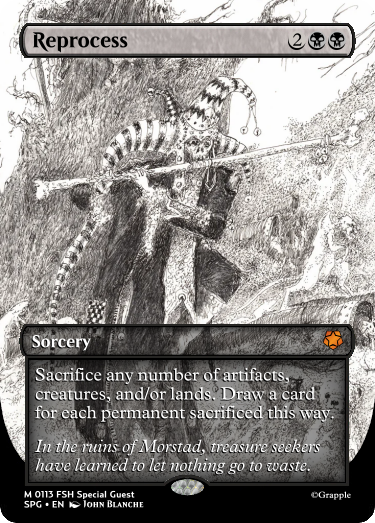 Reprocess 2
Sorcery
Sacrifice any number of artifacts,
creatures, and/or lands. Draw a card
for each permanent sacrificed this way.
In the ruins of Morstad, treasure seekers
have learned to let nothing go to waste.
M 0113 FSH Special Guest
SPG • EN John Blanche
©Grapple